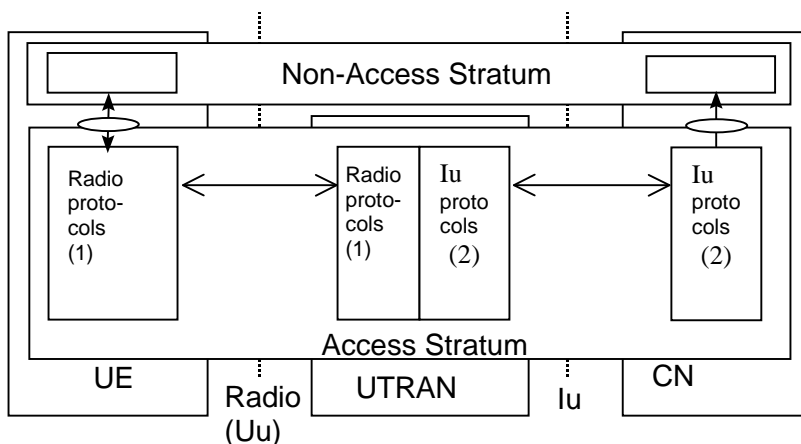 Non-Access Stratum
Radio
proto-
cols
(1)
Radio
proto-
cols
(1)
Iu
proto
cols
(2)
Iu
proto
cols
(2)
Access Stratum
UE
Radio
(Uu)
UTRAN
Iu
CN